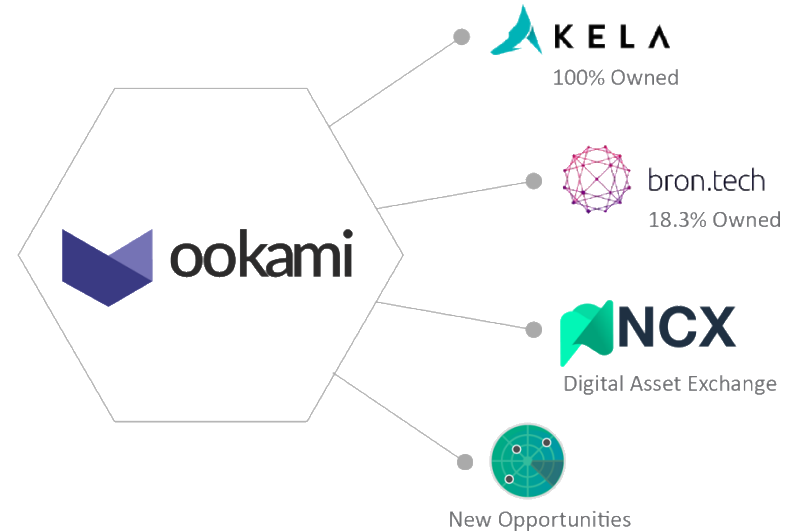 ookami
KELA
100% Owned
bron.tech
18.3% Owned
NCX
Digital Asset Exchange
New Opportunities